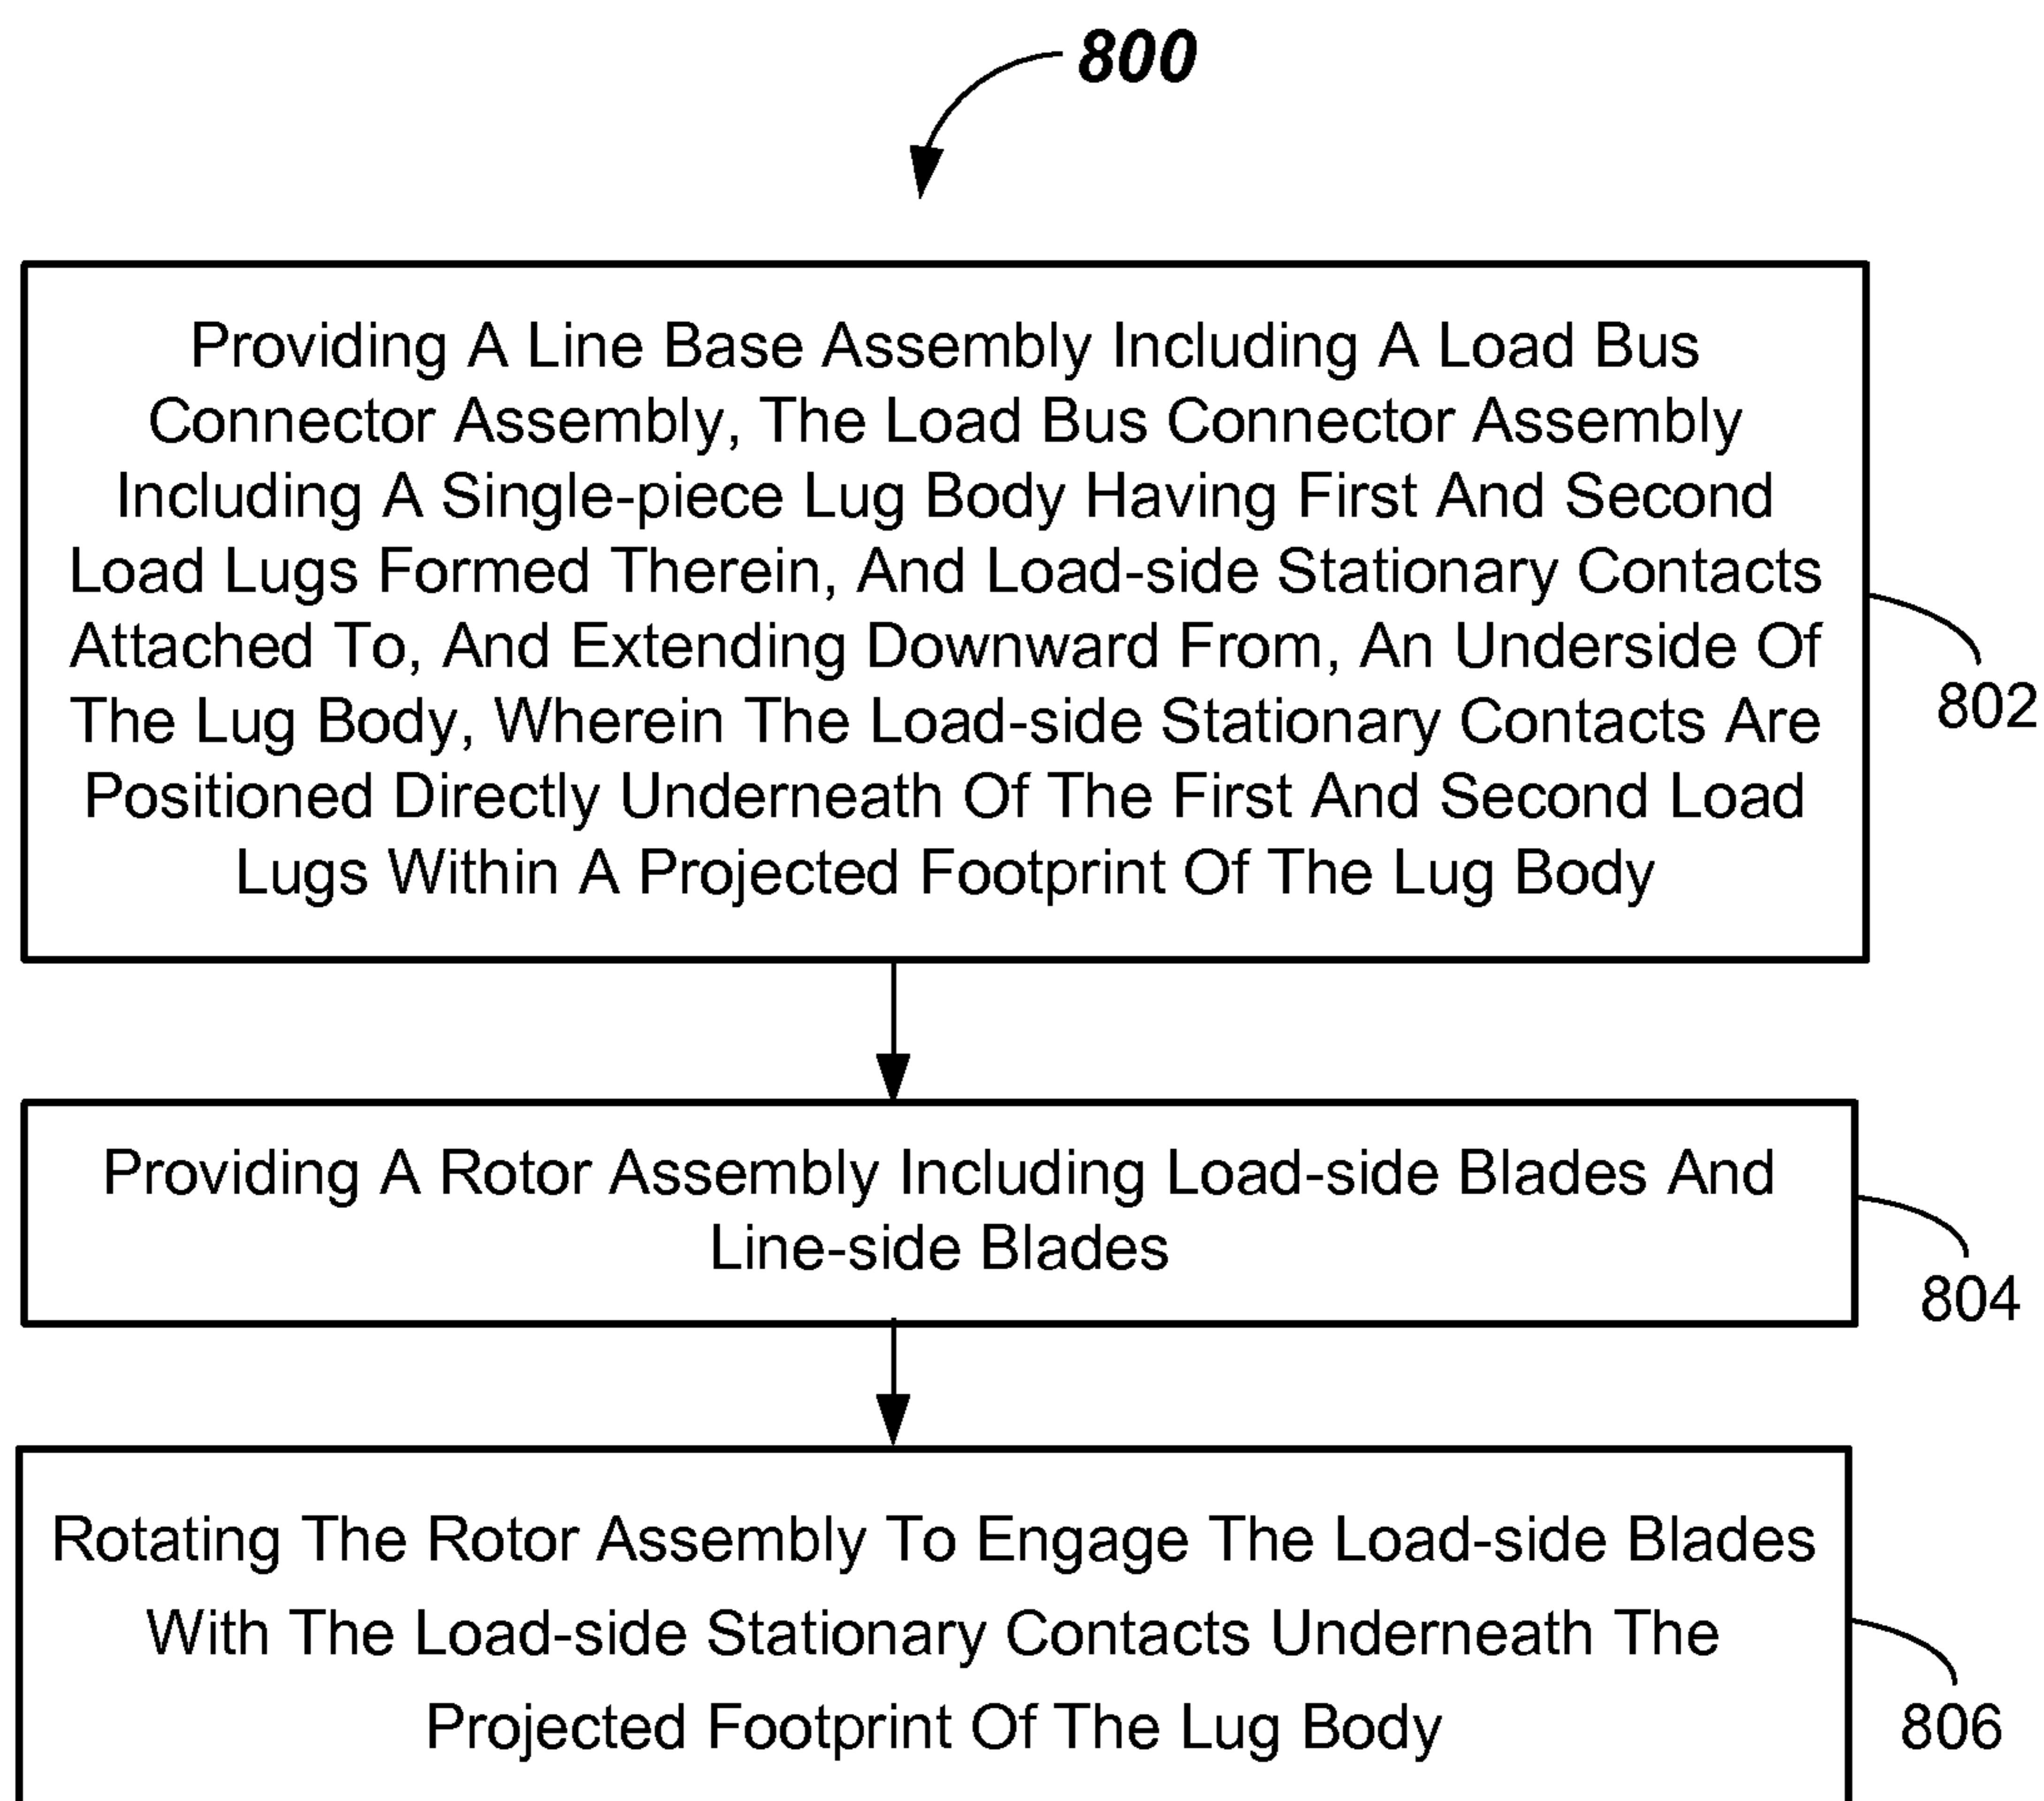 800
Providing A Line Base Assembly Including A Load Bus
Connector Assembly, The Load Bus Connector Assembly
Including A Single-piece Lug Body Having First And Second
Load Lugs Formed Therein, And Load-side Stationary Contacts
Attached To, And Extending Downward From, An Underside Of
The Lug Body, Wherein The Load-side Stationary Contacts Are
Positioned Directly Underneath Of The First And Second Load
Lugs Within A Projected Footprint Of The Lug Body
802
Providing A Rotor Assembly Including Load-side Blades And
Line-side Blades
804
Rotating The Rotor Assembly To Engage The Load-side Blades
With The Load-side Stationary Contacts Underneath The
Projected Footprint Of The Lug Body
806